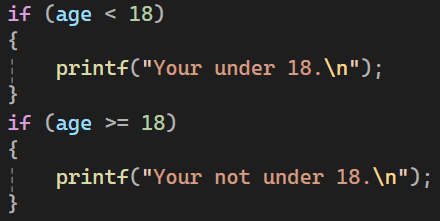 if (age < 18)
{
    printf("Your under 18.\n");
}
if (age >= 18)
{
    printf("Your not under 18.\n");
}